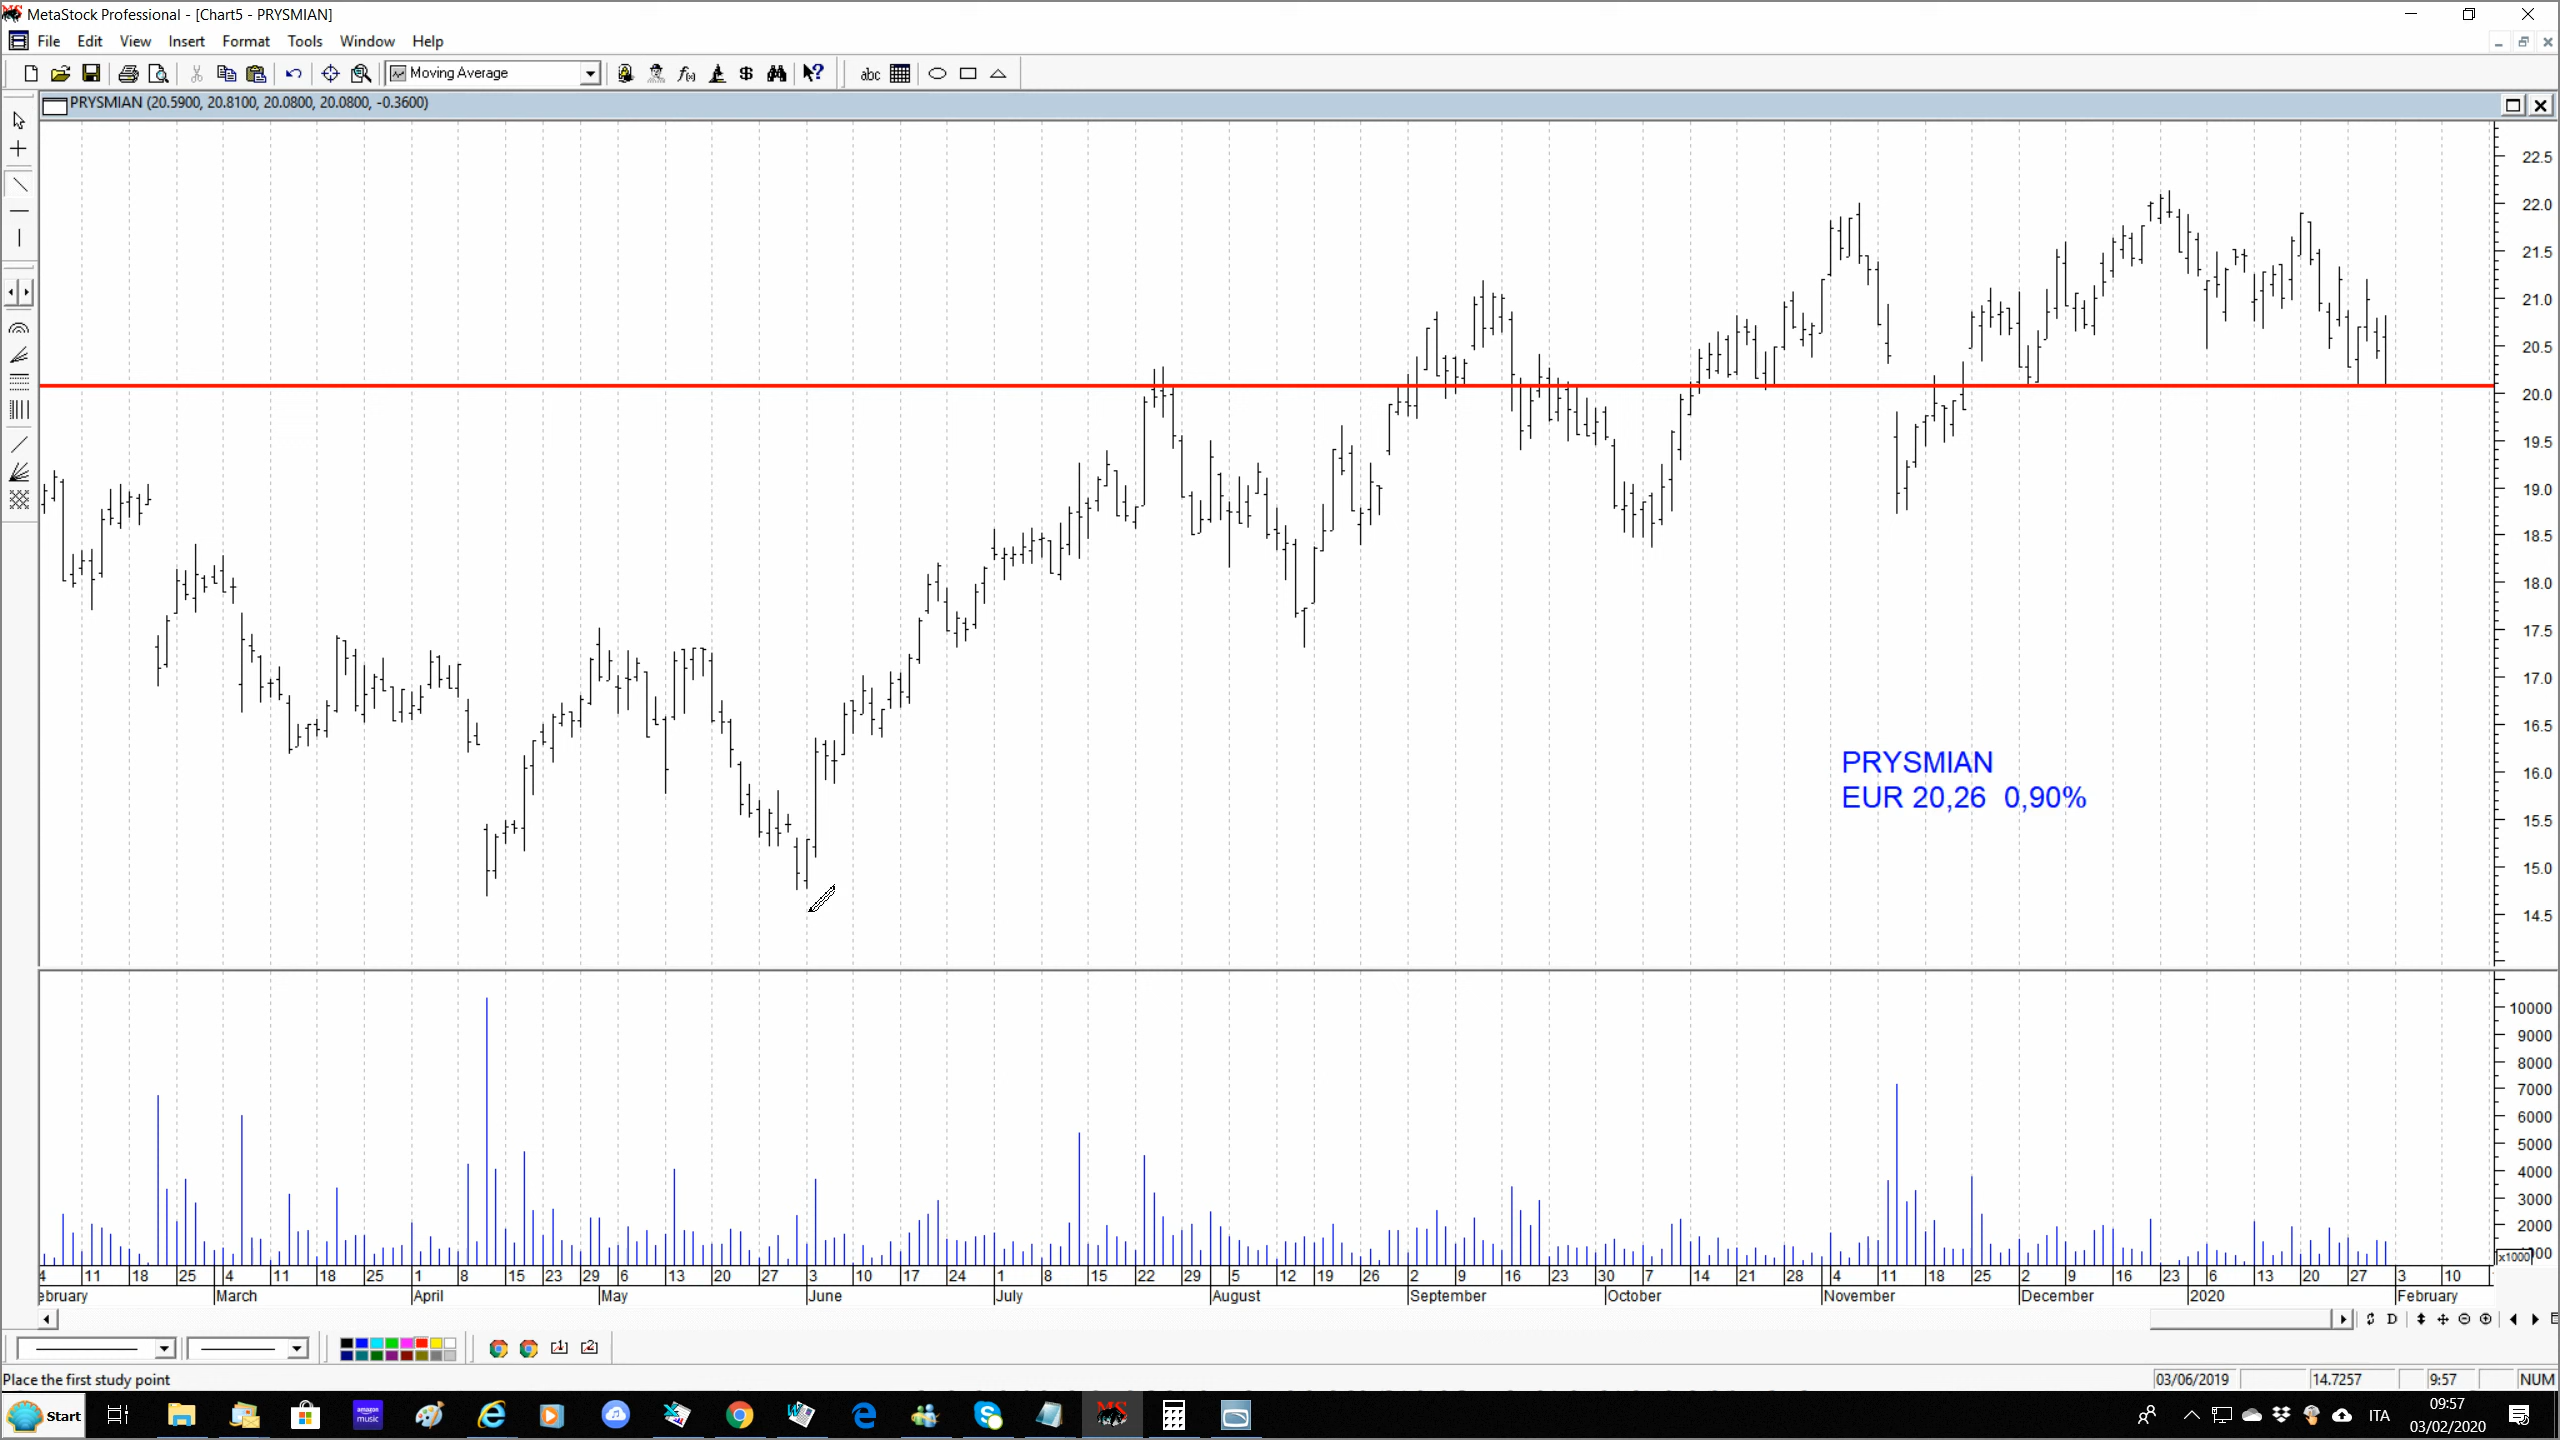 MetaStock Professional - [Chart5 - PRYSMIAN]
File Edit View Insert Format Tools Window Help
Moving Average
abc
PRYSMIAN (20.5900, 20.8100, 20.0800, 20.0800, -0.3600)
22.5
22.0
21.5
21.0
20.5
20.0
19.5
19.0
18.5
18.0
17.5
17.0
16.5
16.0
15.5
15.0
14.5
PRYSMIAN
EUR 20,26 0,90%
10000
9000
8000
7000
6000
5000
4000
3000
2000
x1000
4 11 18 25 4 11 18 25 1 8 15 23 29 6 13 20 27 3 10 17 24 1 8 15 22 29 5 12 19 26 2 9 16 23 30 7 14 21 28 4 11 18 25 2 9 16 23 6 13 20 27 3 10
ebruary March April May June July August September October November December 2020 February
D
Place the first study point 03/06/2019 14.7257 9:57 NUM
Start amazon music MS ITA 09:57
03/02/2020